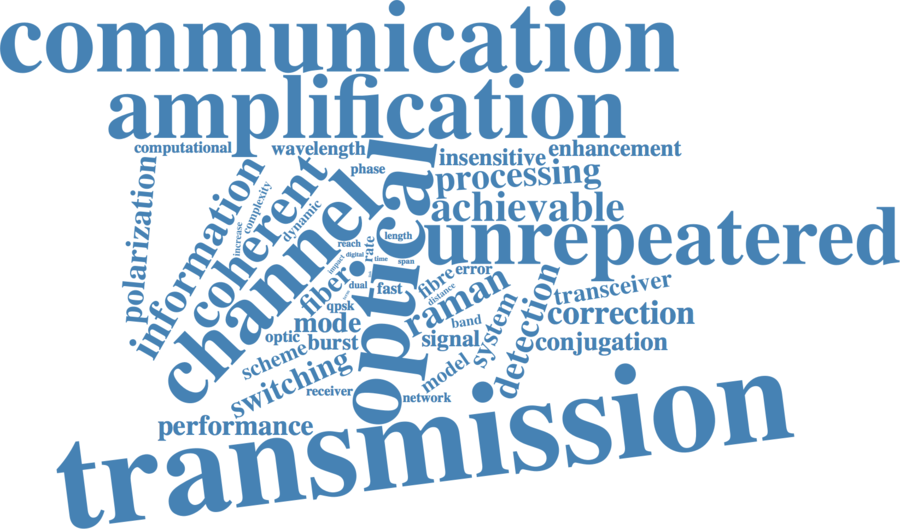 communication
amplification
computational
wavelength
insensitive
enhancement
phase
processing
polarization
information
coherent
channel
optical
complexity
increase
dynamic
achievable
unrepeatered
length
reach
rate
digital
time
span
impact
fiber
dual
fast
fibre
error
distance
raman
qpsk
mode
band
system
detection
transceiver
correction
optic
burst
signal
conjugation
scheme
switching
model
receiver
network
performance
transmission